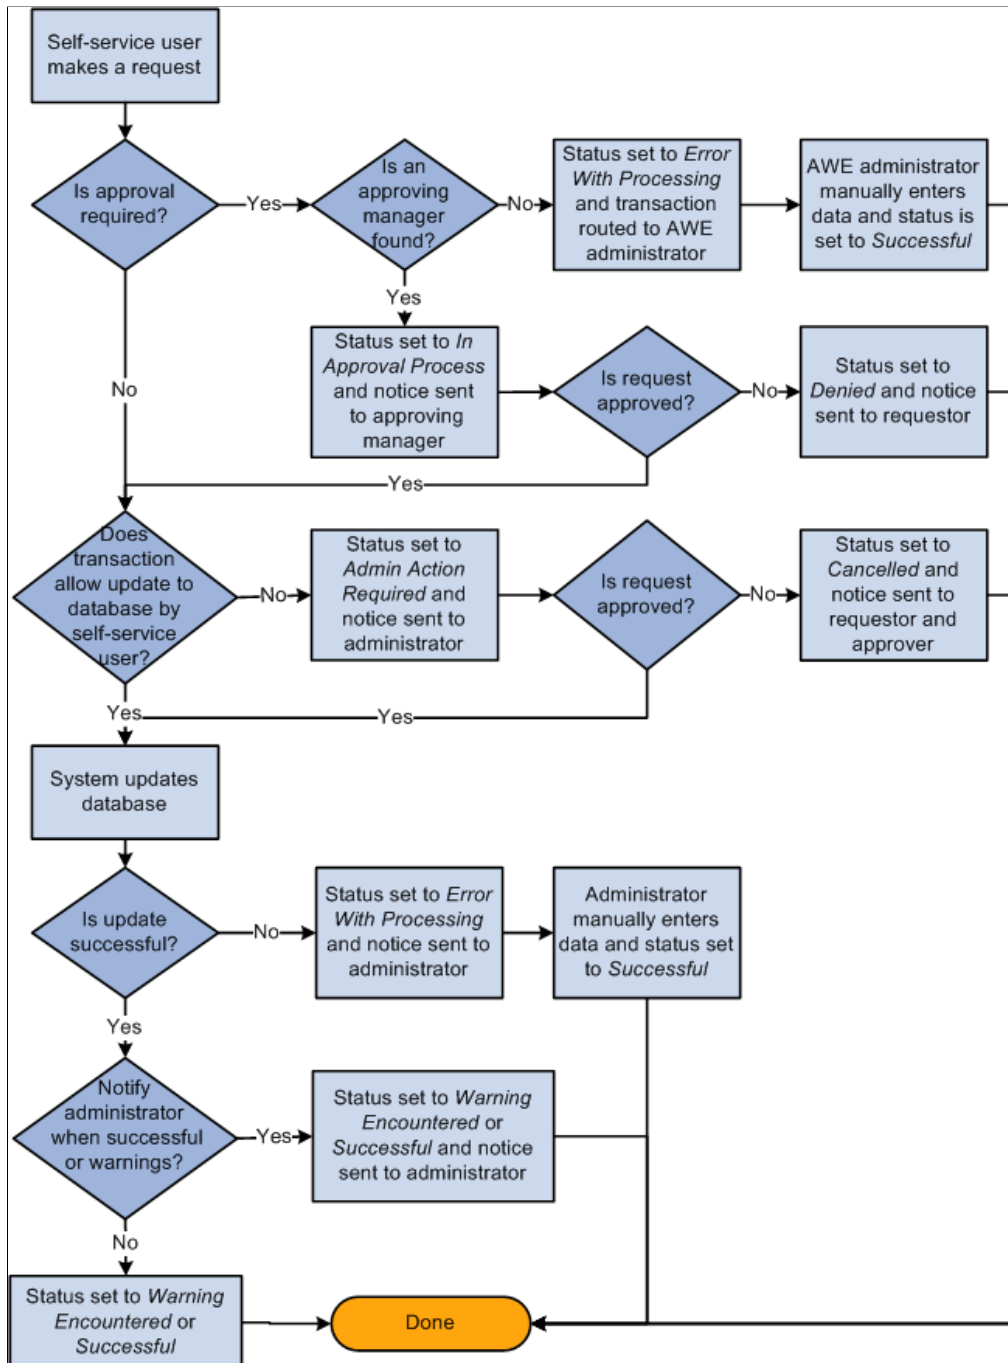 Self-service user
makes a request
Is approval
required?
Yes
Is an
approving
manager
found?
No
Status set to Error
With Processing
and transaction
routed to AWE
administrator
AWE administrator
manually enters
data and status is
set to Successful
Yes
No
Status set to In
Approval Process
and notice sent
to approving
manager
Is request
approved?
No
Status set to
Denied and notice
sent to requestor
Yes
Does
transaction
allow update to
database by
self-service
user?
No
Status set to
Admin Action
Required and
notice sent to
administrator
Is request
approved?
No
Status set to
Cancelled and
notice sent to
requestor and
approver
Yes
Yes
System updates
database
Is update
successful?
No
Status set to Error
With Processing
and notice sent to
administrator
Administrator
manually enters
data and status set
to Successful
Yes
Notify
administrator
when successful
or warnings?
Yes
Status set to Warning
Encountered or
Successful and notice
sent to administrator
No
Status set to Warning
Encountered or
Successful
Done